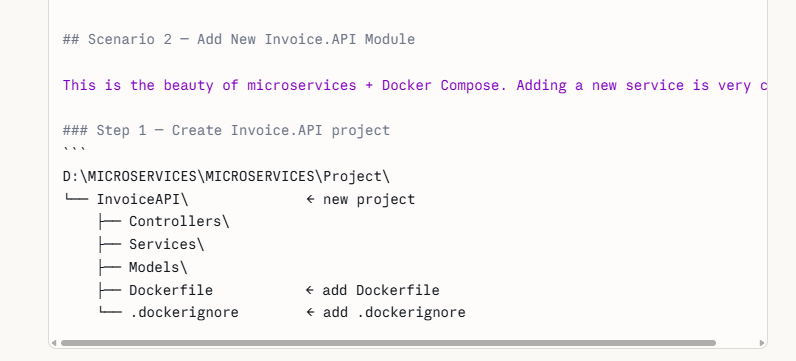 ## Scenario 2 — Add New Invoice.API Module
This is the beauty of microservices + Docker Compose. Adding a new service is very c
### Step 1 — Create Invoice.API project
```
D:\MICROSERVICES\MICROSERVICES\Project\
└── InvoiceAPI\              ← new project
    ├── Controllers\
    ├── Services\
    ├── Models\
    ├── Dockerfile           ← add Dockerfile
    └── .dockerignore        ← add .dockerignore